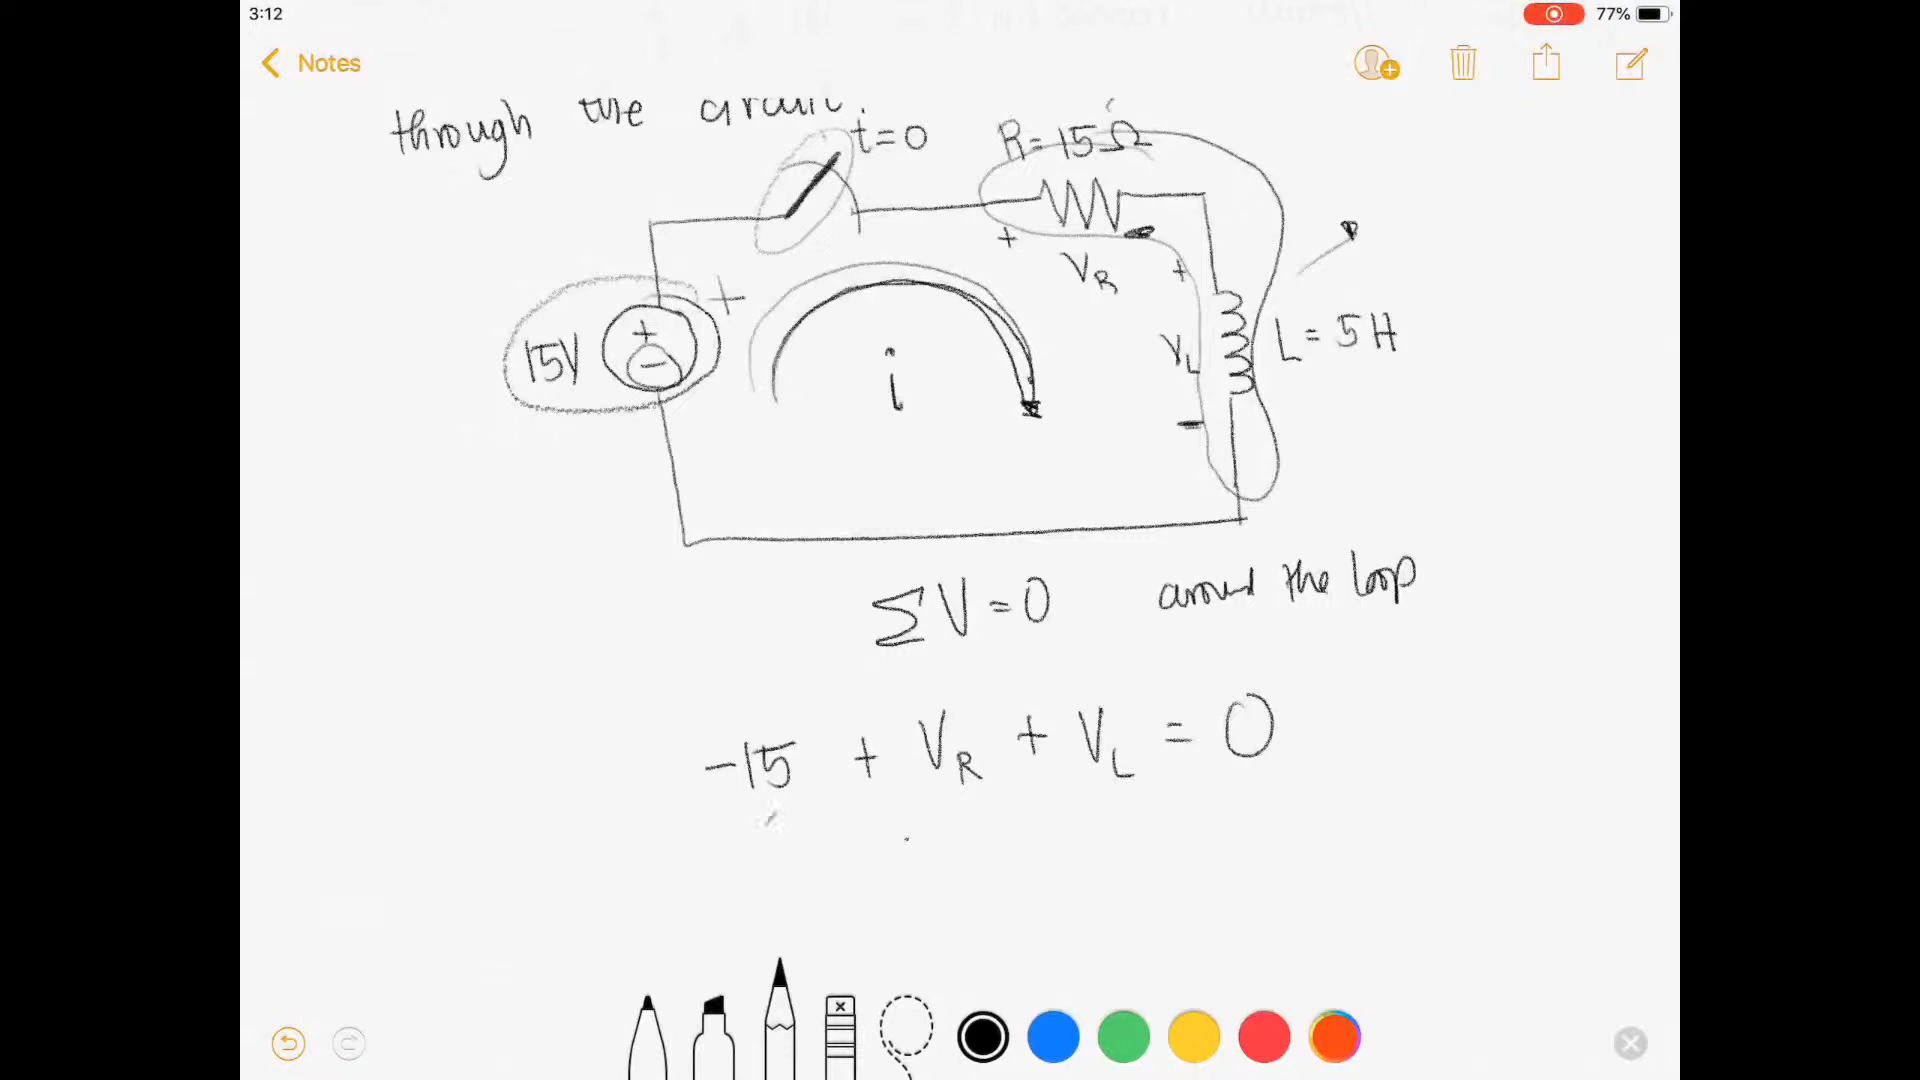 3:12
77%
Notes
through the circuit.
t=0
R=15Ω
+
VR
+
15V
+
-
+
i
VL
-
L=5H
ΣV=0 around the loop
-15 + VR + VL = 0